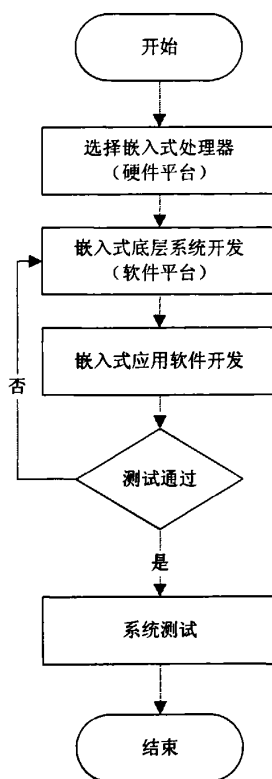 开始
选择嵌入式处理器
（硬件平台）
嵌入式底层系统开发
（软件平台）
嵌入式应用软件开发
否
测试通过
是
系统测试
结束